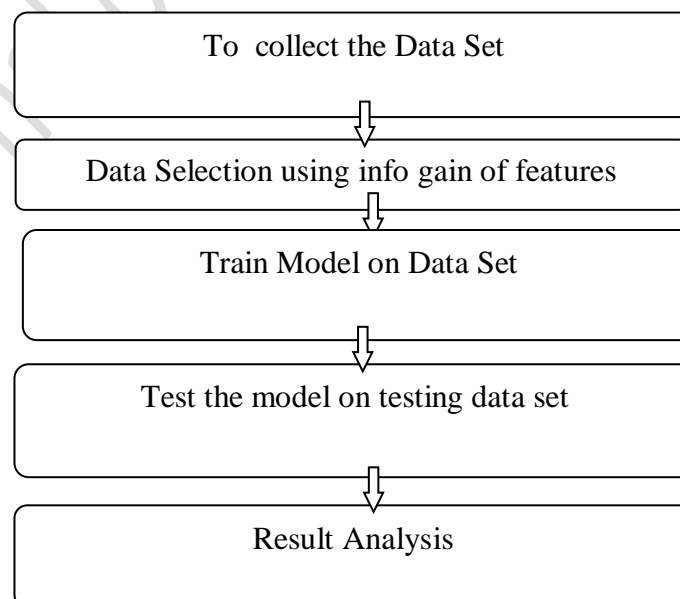 To  collect the Data Set
Data Selection using info gain of features
Train Model on Data Set
Test the model on testing data set
Result Analysis